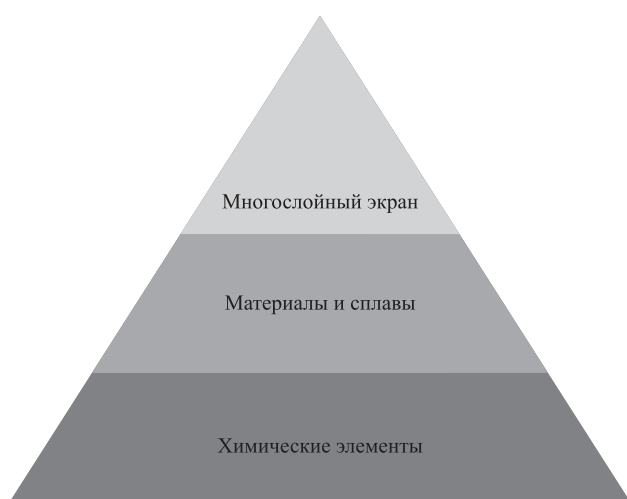 Многослойный экран
Материалы и сплавы
Химические элементы